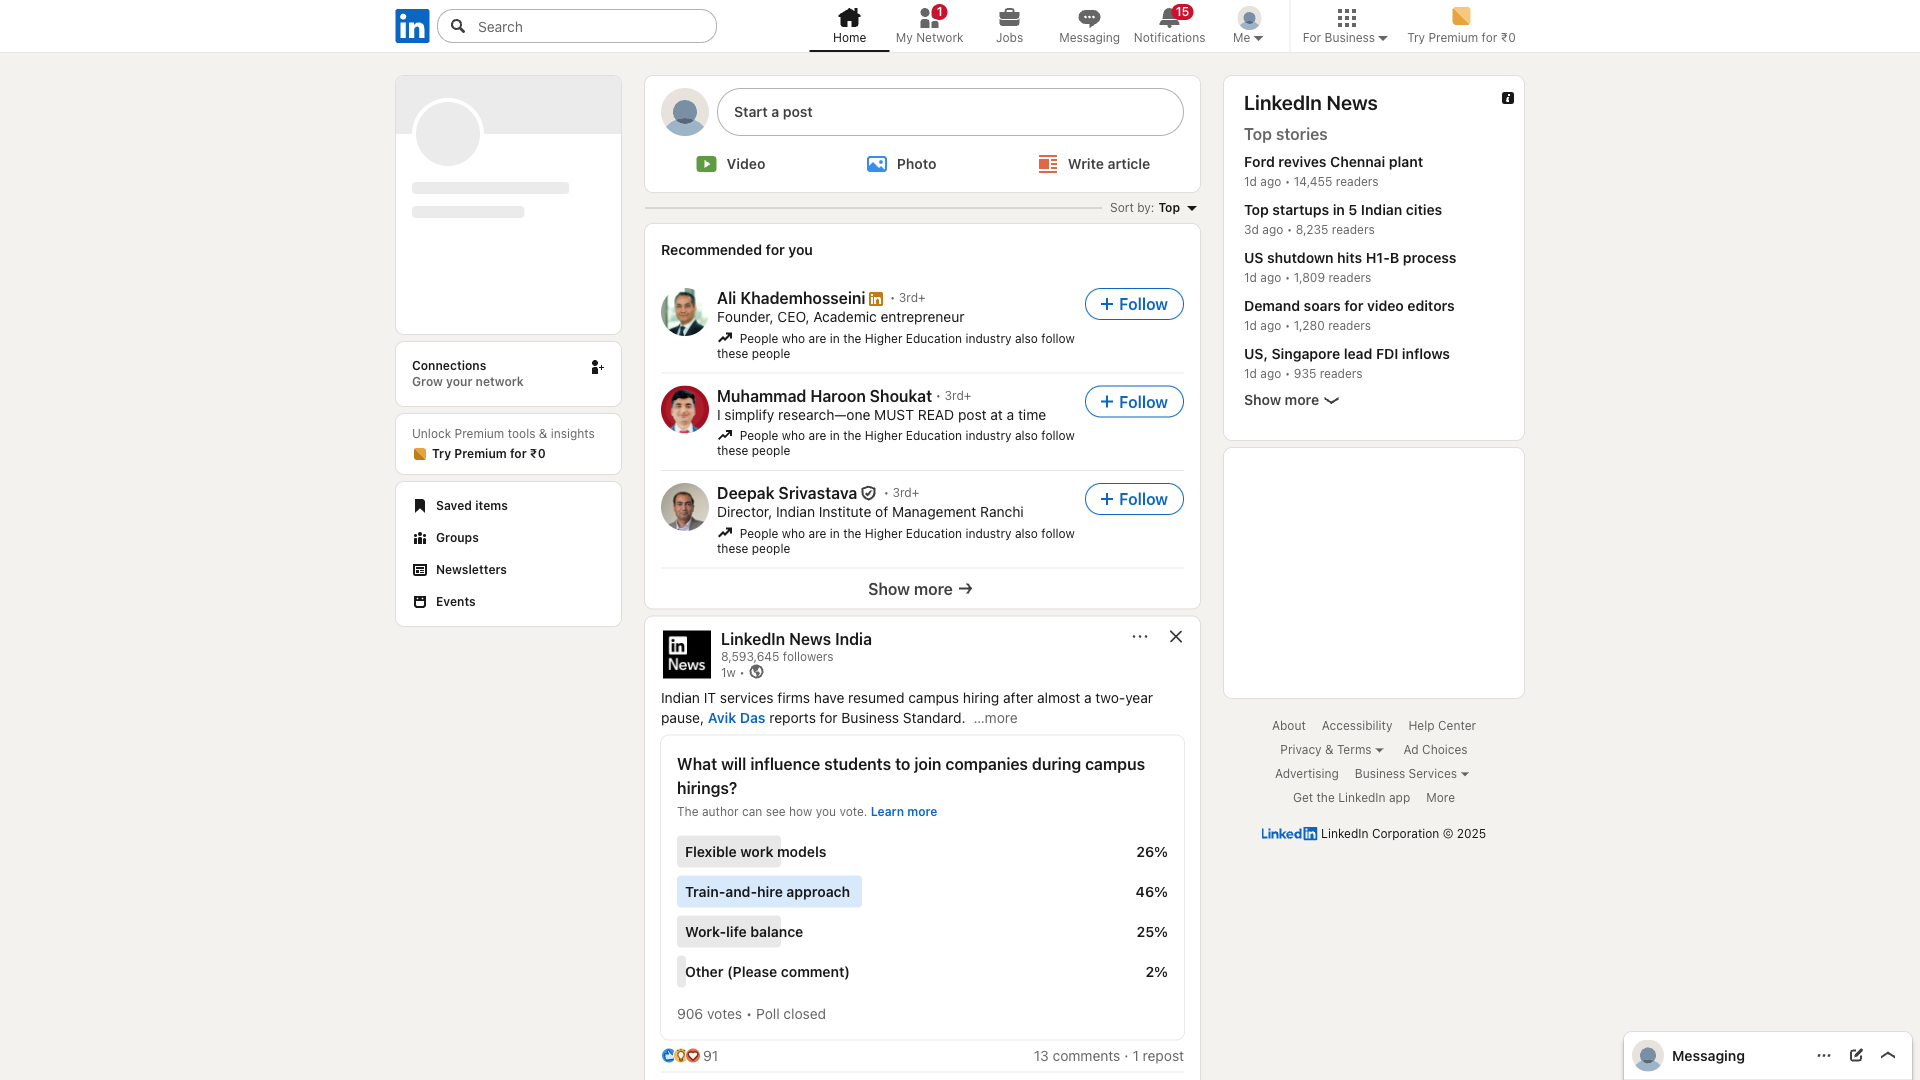 in
Search
Home
1
My Network
Jobs
Messaging
15
Notifications
Me
For Business
Try Premium for ₹0
Connections
Grow your network
Unlock Premium tools & insights
Try Premium for ₹0
Saved items
Groups
Newsletters
Events
Start a post
Video
Photo
Write article
Sort by: Top
Recommended for you
Ali Khademhosseini in • 3rd+
Founder, CEO, Academic entrepreneur
People who are in the Higher Education industry also follow
these people
+ Follow
Muhammad Haroon Shoukat • 3rd+
I simplify research—one MUST READ post at a time
People who are in the Higher Education industry also follow
these people
+ Follow
Deepak Srivastava • 3rd+
Director, Indian Institute of Management Ranchi
People who are in the Higher Education industry also follow
these people
+ Follow
Show more →
in
News
LinkedIn News India
8,593,645 followers
1w •
Indian IT services firms have resumed campus hiring after almost a two-year
pause, Avik Das reports for Business Standard. ...more
What will influence students to join companies during campus
hirings?
The author can see how you vote. Learn more
Flexible work models 26%
Train-and-hire approach 46%
Work-life balance 25%
Other (Please comment) 2%
906 votes • Poll closed
91
13 comments · 1 repost
LinkedIn News
Top stories
Ford revives Chennai plant
1d ago • 14,455 readers
Top startups in 5 Indian cities
3d ago • 8,235 readers
US shutdown hits H1-B process
1d ago • 1,809 readers
Demand soars for video editors
1d ago • 1,280 readers
US, Singapore lead FDI inflows
1d ago • 935 readers
Show more
About Accessibility Help Center
Privacy & Terms Ad Choices
Advertising Business Services
Get the LinkedIn app More
LinkedIn LinkedIn Corporation © 2025
Messaging